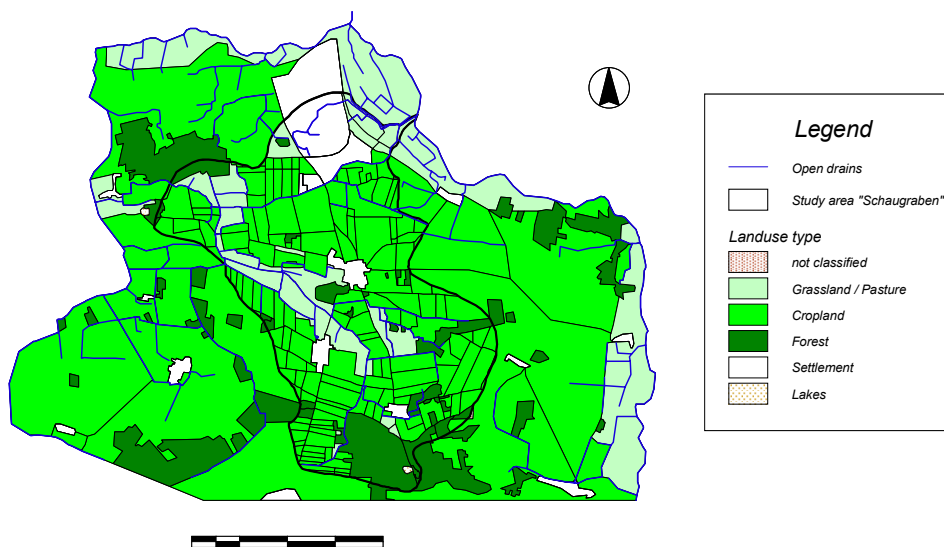 Legend
Open drains
Study area "Schaugraben"
Landuse type
not classified
Grassland / Pasture
Cropland
Forest
Settlement
Lakes